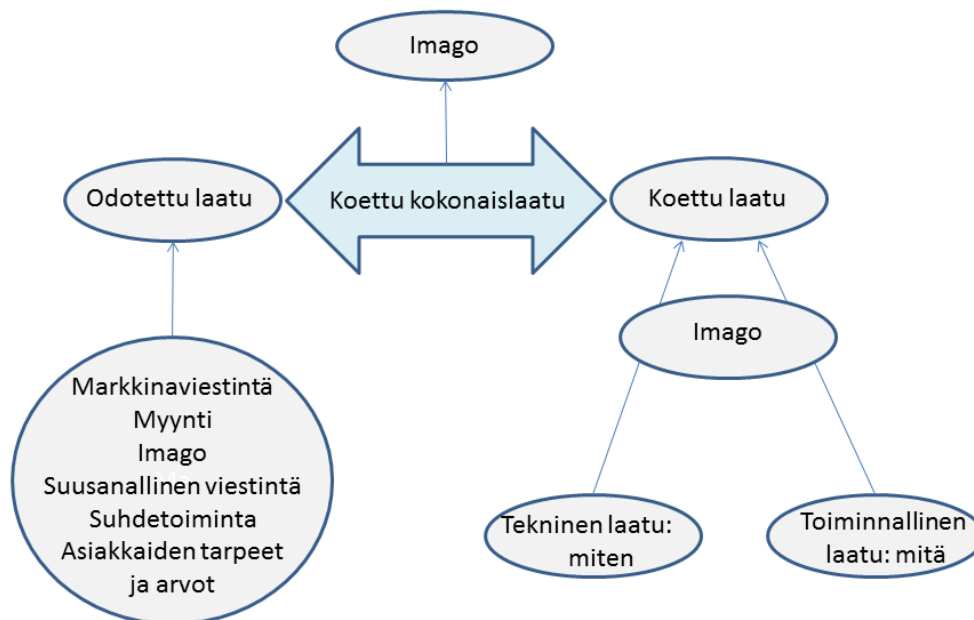 Imago
Odotettu laatu
Koettu kokonaislaatu
Koettu laatu
Imago
Markkinaviestintä
Myynti
Imago
Suusanallinen viestintä
Suhdetoiminta
Asiakkaiden tarpeet
ja arvot
Tekninen laatu:
miten
Toiminnallinen
laatu: mitä